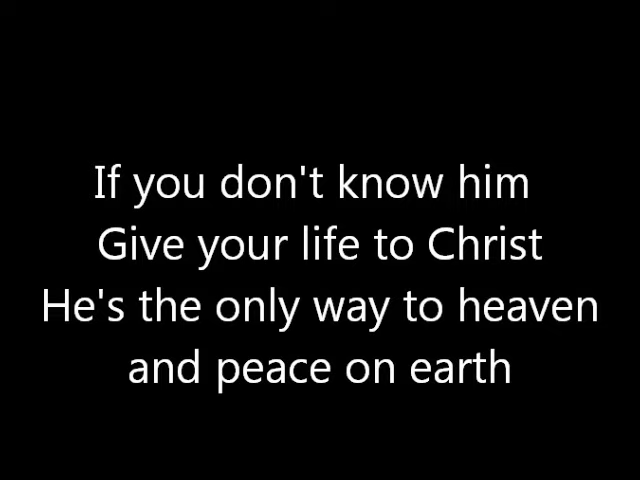 If you don't know him
Give your life to Christ
He's the only way to heaven
and peace on earth